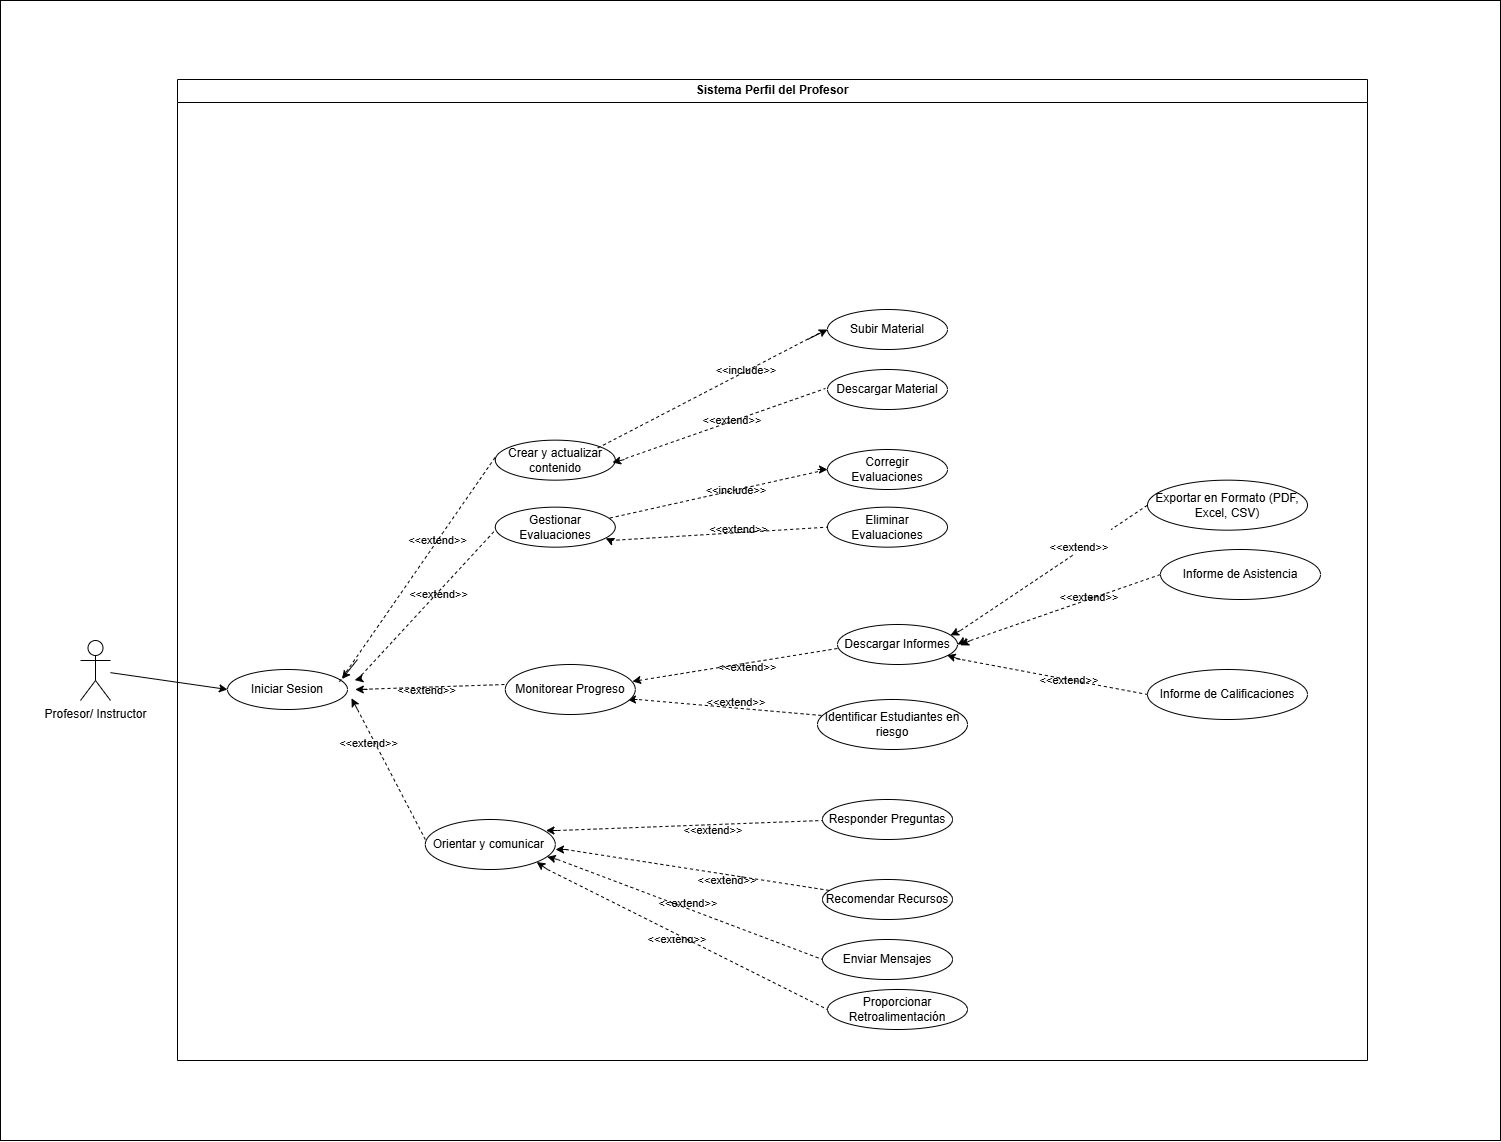 Sistema Perfil del Profesor
Subir Material
<<include>>
Descargar Material
<<extend>>
Crear y actualizar
contenido
Corregir
Evaluaciones
<<include>>
Gestionar
Evaluaciones
Eliminar
Evaluaciones
<<extend>>
Exportar en Formato (PDF,
Excel, CSV)
<<extend>>
<<extend>>
Informe de Asistencia
<<extend>>
<<extend>>
Descargar Informes
<<extend>>
<<extend>>
Informe de Calificaciones
Profesor/ Instructor
Iniciar Sesion
<<extend>>
Monitorear Progreso
<<extend>>
Identificar Estudiantes en
riesgo
<<extend>>
Orientar y comunicar
Responder Preguntas
<<extend>>
<<extend>>
Recomendar Recursos
<<extend>>
<<extend>>
Enviar Mensajes
Proporcionar
Retroalimentación